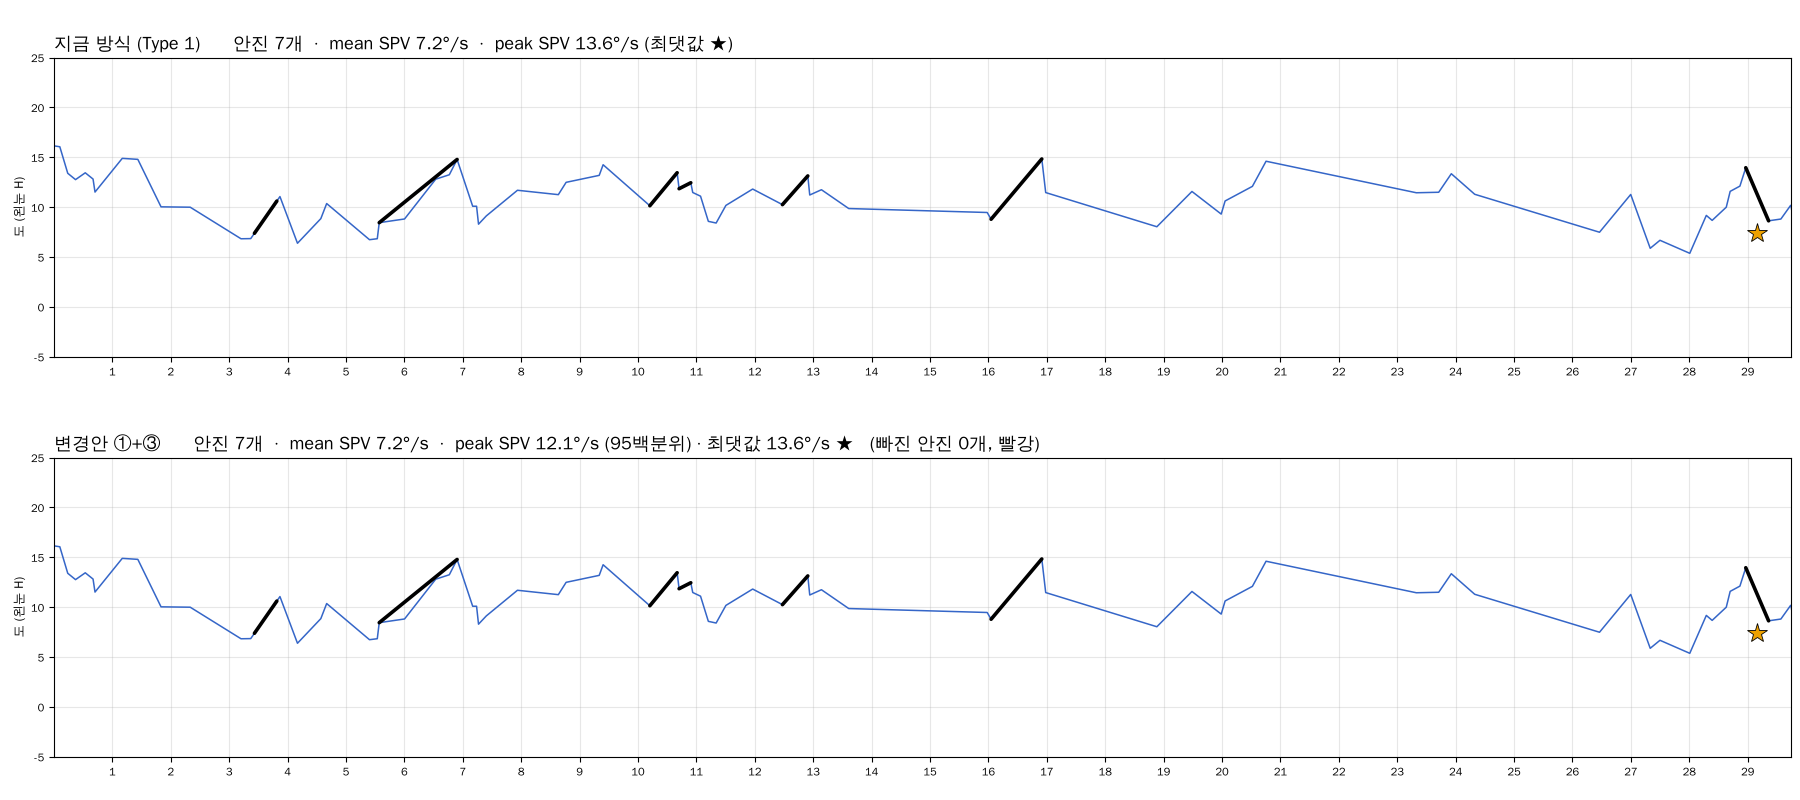 지금 방식 (Type 1) 안진 7개 · mean SPV 7.2°/s · peak SPV 13.6°/s (최댓값 ★)
25
20
15
10
5
0
-5
도 (왼눈 H)
1 2 3 4 5 6 7 8 9 10 11 12 13 14 15 16 17 18 19 20 21 22 23 24 25 26 27 28 29
변경안 ①+③ 안진 7개 · mean SPV 7.2°/s · peak SPV 12.1°/s (95백분위) · 최댓값 13.6°/s ★ (빠진 안진 0개, 빨강)
25
20
15
10
5
0
-5
도 (왼눈 H)
1 2 3 4 5 6 7 8 9 10 11 12 13 14 15 16 17 18 19 20 21 22 23 24 25 26 27 28 29